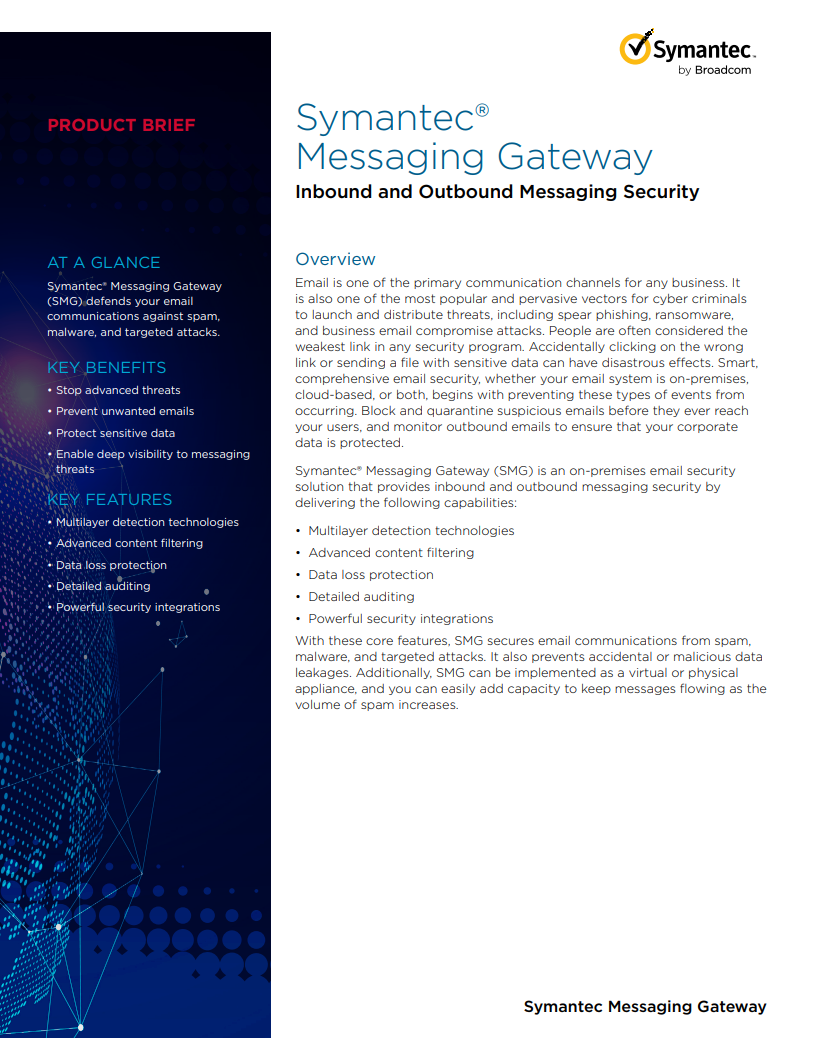 Symantec™
by Broadcom
PRODUCT BRIEF
Symantec®
Messaging Gateway
Inbound and Outbound Messaging Security
AT A GLANCE
Symantec® Messaging Gateway
(SMG) defends your email
communications against spam,
malware, and targeted attacks.
KEY BENEFITS
• Stop advanced threats
• Prevent unwanted emails
• Protect sensitive data
• Enable deep visibility to messaging
threats
KEY FEATURES
• Multilayer detection technologies
• Advanced content filtering
• Data loss protection
• Detailed auditing
• Powerful security integrations
Overview
Email is one of the primary communication channels for any business. It
is also one of the most popular and pervasive vectors for cyber criminals
to launch and distribute threats, including spear phishing, ransomware,
and business email compromise attacks. People are often considered the
weakest link in any security program. Accidentally clicking on the wrong
link or sending a file with sensitive data can have disastrous effects. Smart,
comprehensive email security, whether your email system is on-premises,
cloud-based, or both, begins with preventing these types of events from
occurring. Block and quarantine suspicious emails before they ever reach
your users, and monitor outbound emails to ensure that your corporate
data is protected.
Symantec® Messaging Gateway (SMG) is an on-premises email security
solution that provides inbound and outbound messaging security by
delivering the following capabilities:
• Multilayer detection technologies
• Advanced content filtering
• Data loss protection
• Detailed auditing
• Powerful security integrations
With these core features, SMG secures email communications from spam,
malware, and targeted attacks. It also prevents accidental or malicious data
leakages. Additionally, SMG can be implemented as a virtual or physical
appliance, and you can easily add capacity to keep messages flowing as the
volume of spam increases.
Symantec Messaging Gateway